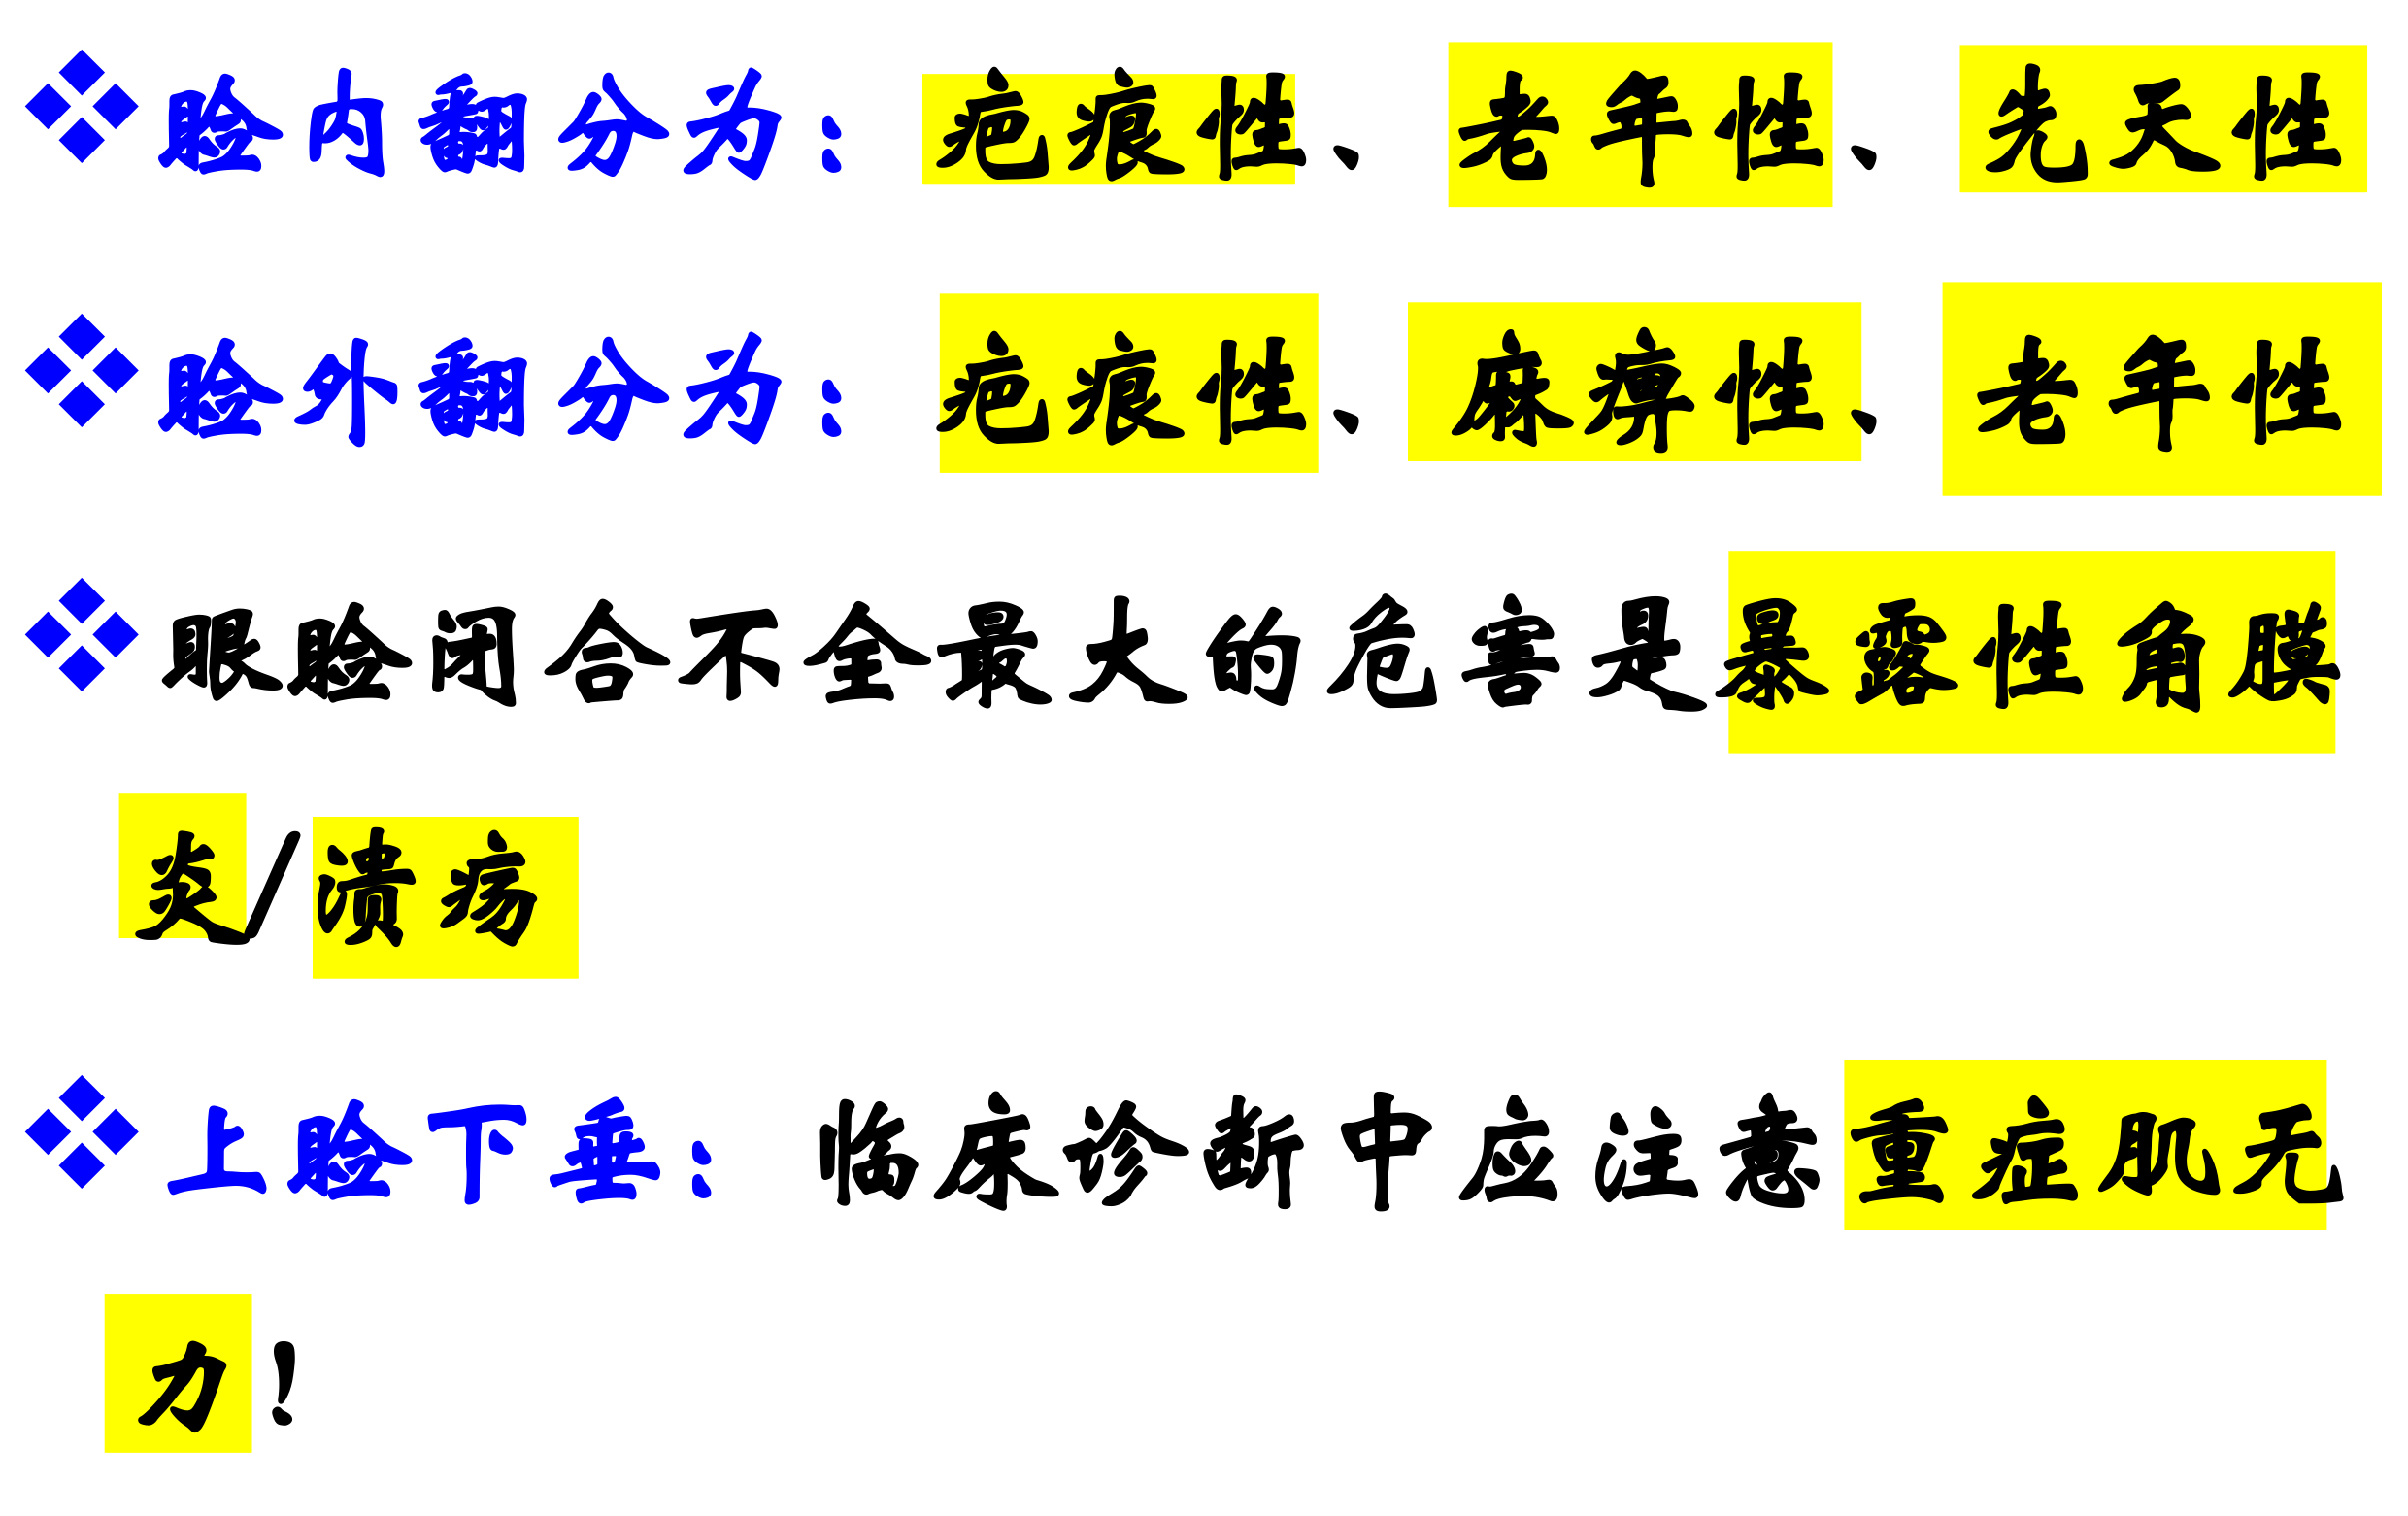 ❖睑内翻分为：疤痕性、老年性、先天性
❖睑外翻分为：疤痕性、麻痹性、老年性
❖眼睑闭合不全最大的危害是暴露性角膜
炎/溃疡
❖上睑下垂：惟床诊断中应注意重症肌无
力！